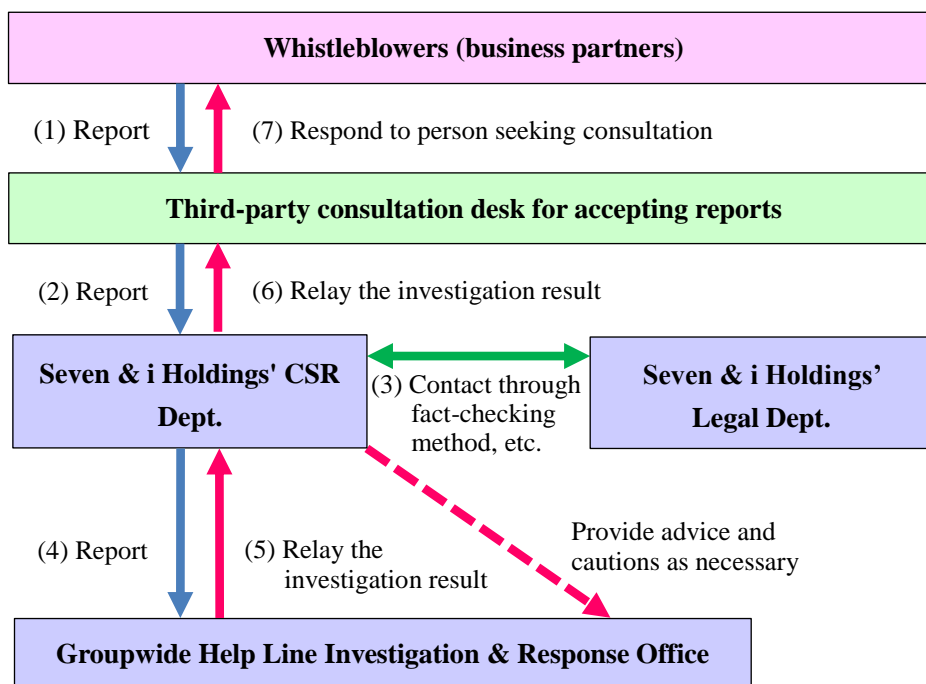 Whistleblowers (business partners)
(1) Report
(7) Respond to person seeking consultation
Third-party consultation desk for accepting reports
(2) Report
(6) Relay the investigation result
Seven & i Holdings' CSR
Dept.
(3) Contact through
fact-checking
method, etc.
Seven & i Holdings’
Legal Dept.
(4) Report
(5) Relay the
investigation result
Provide advice and
cautions as necessary
Groupwide Help Line Investigation & Response Office